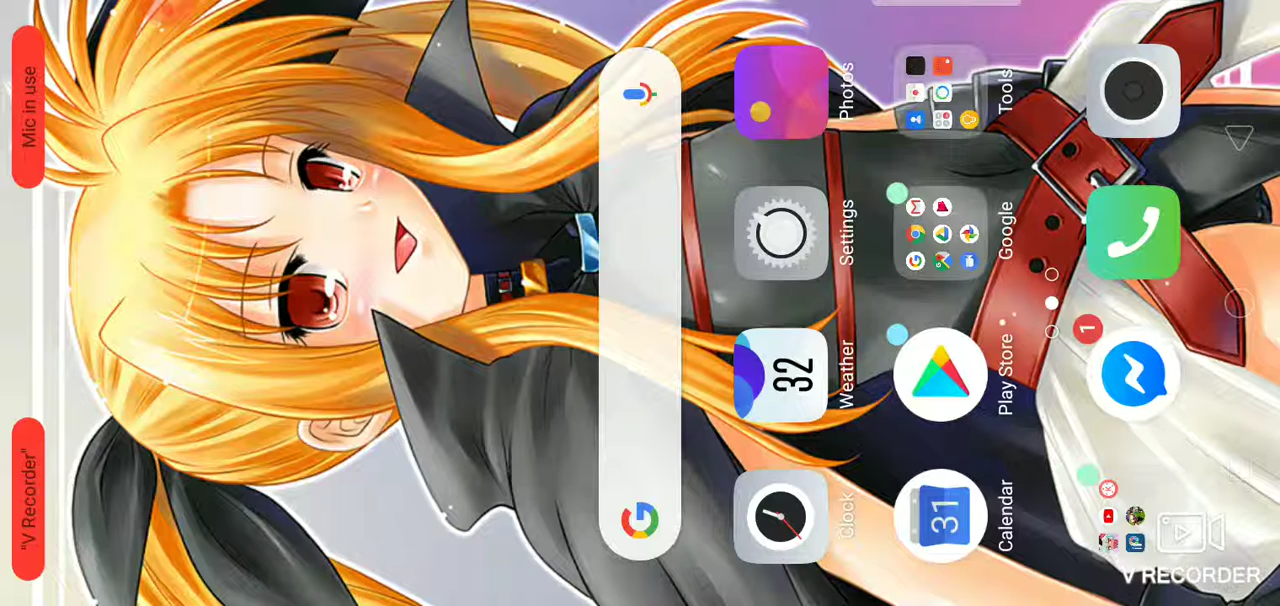 "V Recorder"
Mic in use
Clock
Weather
32
Settings
Photos
Calendar
31
Play Store
Google
Tools
1
V RECORDER